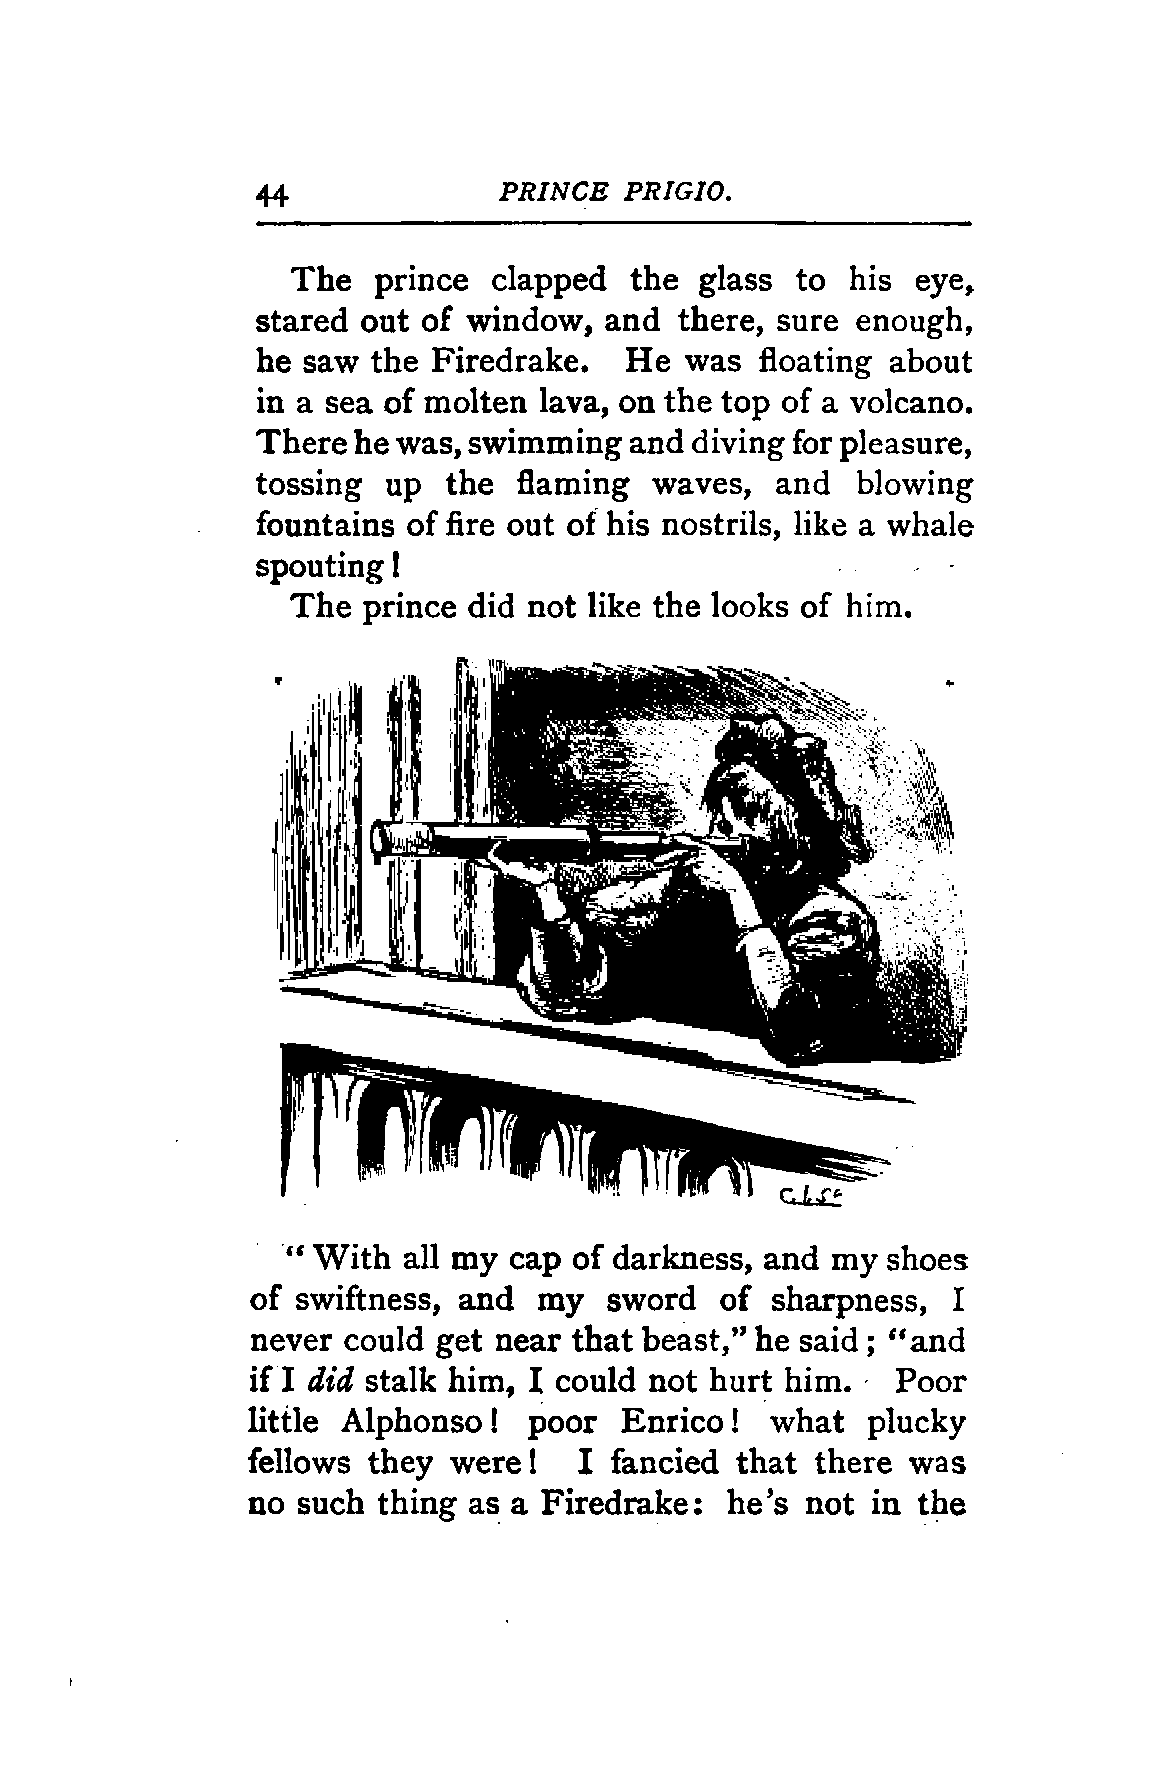 44 PRINCE PRIGIO.
The prince clapped the glass to his eye,
stared out of window, and there, sure enough,
he saw the Firedrake. He was floating about
in a sea of molten lava, on the top of a volcano.
There he was, swimming and diving for pleasure,
tossing up the flaming waves, and blowing
fountains of fire out of his nostrils, like a whale
spouting!
The prince did not like the looks of him.
“With all my cap of darkness, and my shoes
of swiftness, and my sword of sharpness, I
never could get near that beast,” he said; “and
if I did stalk him, I could not hurt him. Poor
little Alphonso! poor Enrico! what plucky
fellows they were! I fancied that there was
no such thing as a Firedrake: he’s not in the